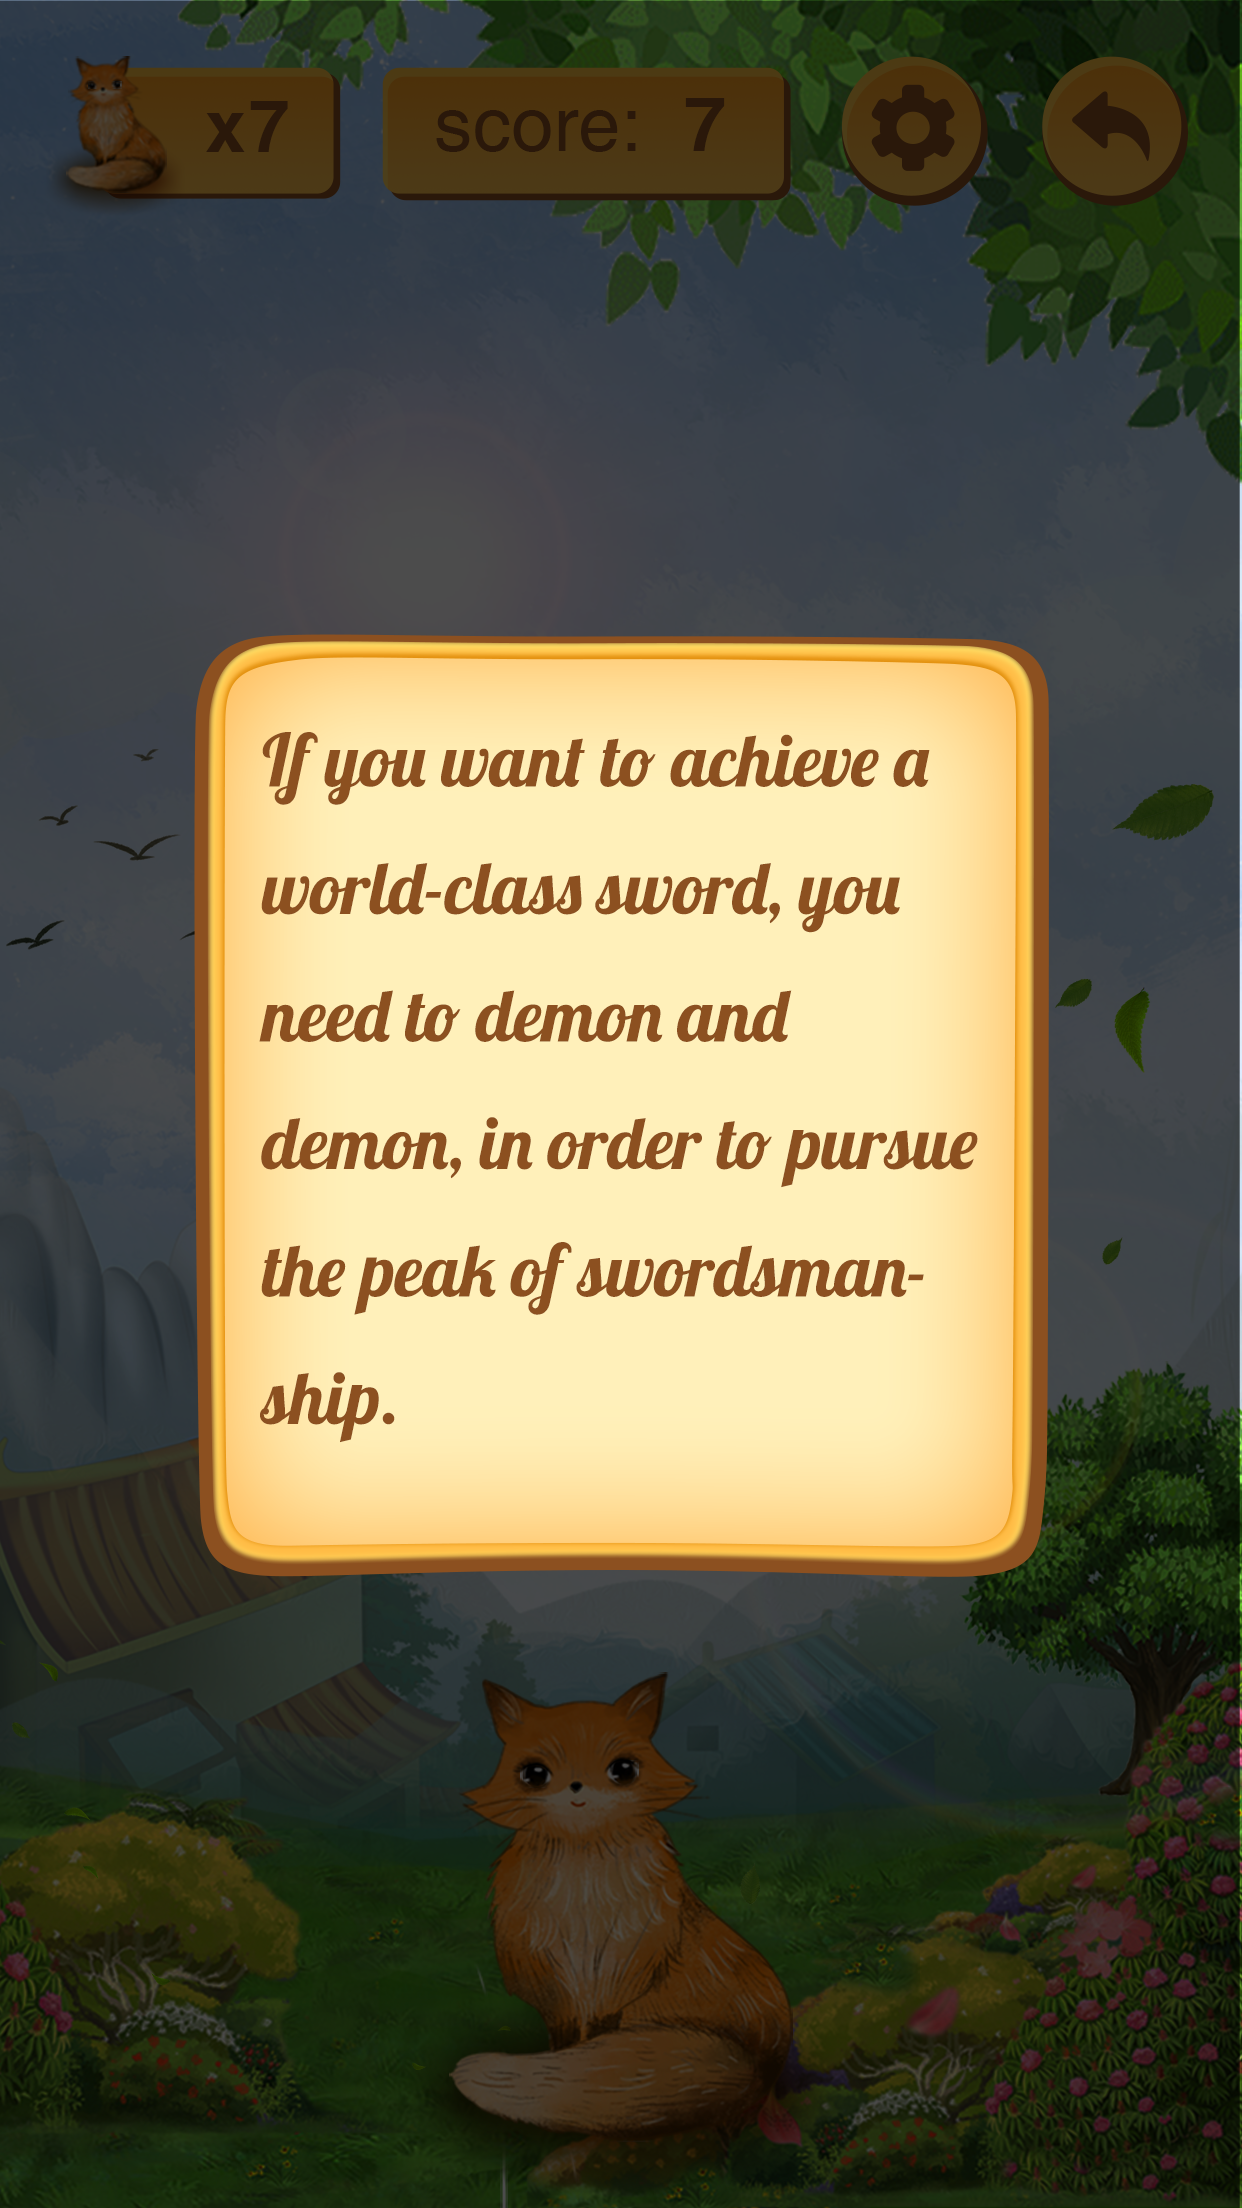 x7
score: 7
If you want to achieve a
world-class sword, you
need to demon and
demon, in order to pursue
the peak of swordsman-
ship.